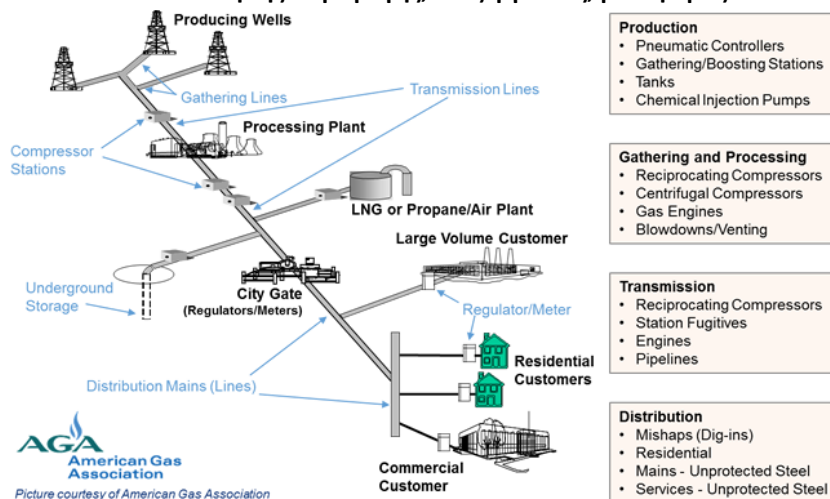 Producing Wells
Gathering Lines
Transmission Lines
Processing Plant
Compressor
Stations
LNG or Propane/Air Plant
Large Volume Customer
Underground
Storage
City Gate
(Regulators/Meters)
Regulator/Meter
Residential
Customers
Distribution Mains (Lines)
Commercial
Customer
AGA
American Gas
Association
Picture courtesy of American Gas Association
Production
• Pneumatic Controllers
• Gathering/Boosting Stations
• Tanks
• Chemical Injection Pumps
Gathering and Processing
• Reciprocating Compressors
• Centrifugal Compressors
• Gas Engines
• Blowdowns/Venting
Transmission
• Reciprocating Compressors
• Station Fugitives
• Engines
• Pipelines
Distribution
• Mishaps (Dig-ins)
• Residential
• Mains - Unprotected Steel
• Services - Unprotected Steel